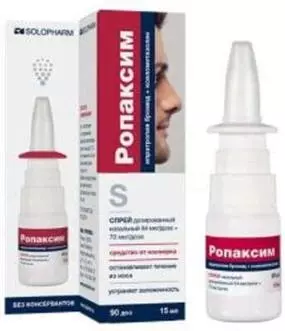 SOLOPHARM
БЕЗ КОНСЕРВАНТОВ
Ропаксим
ипратропия бромид + ксилометазолин
S
СПРЕЙ дозированный
назальный 84 мкг/доза +
70 мкг/доза
средство от насморка
останавливает течение
из носа
устраняет заложенность
90 доз
15 мл
Ропаксим
СПРЕЙ